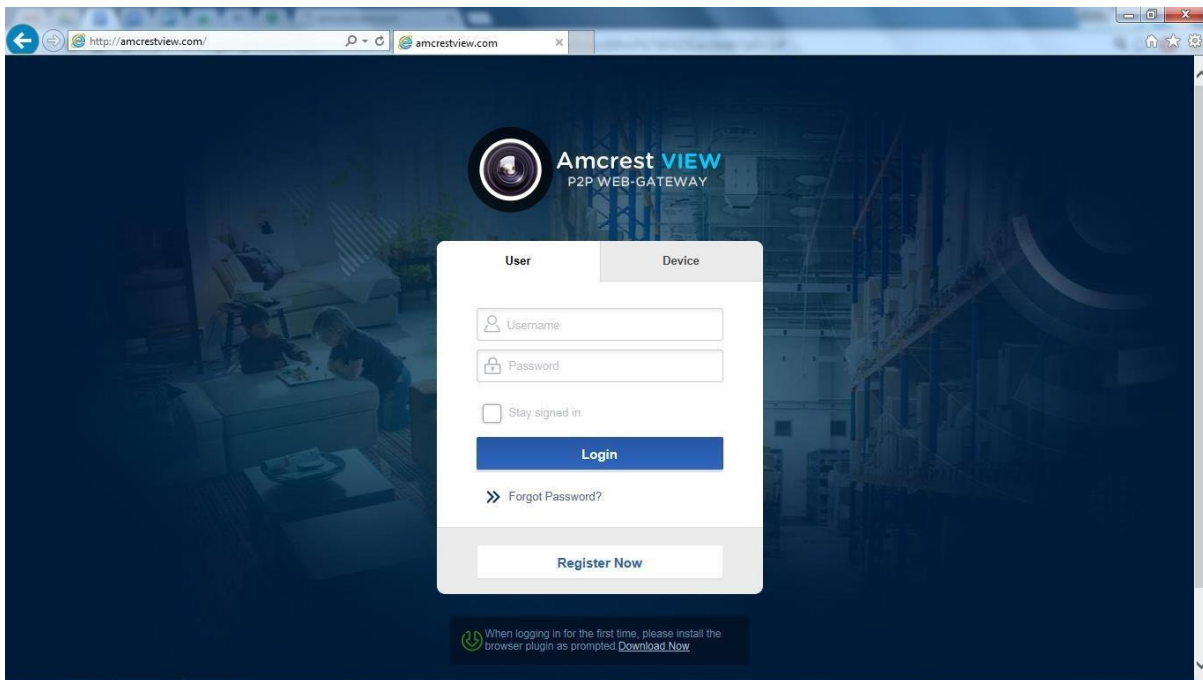 http://amcrestview.com/
amcrestview.com
Amcrest VIEW
P2P WEB-GATEWAY
User Device
Username
Password
Stay signed in
Login
Forgot Password?
Register Now
When logging in for the first time, please install the
browser plugin as prompted.Download Now